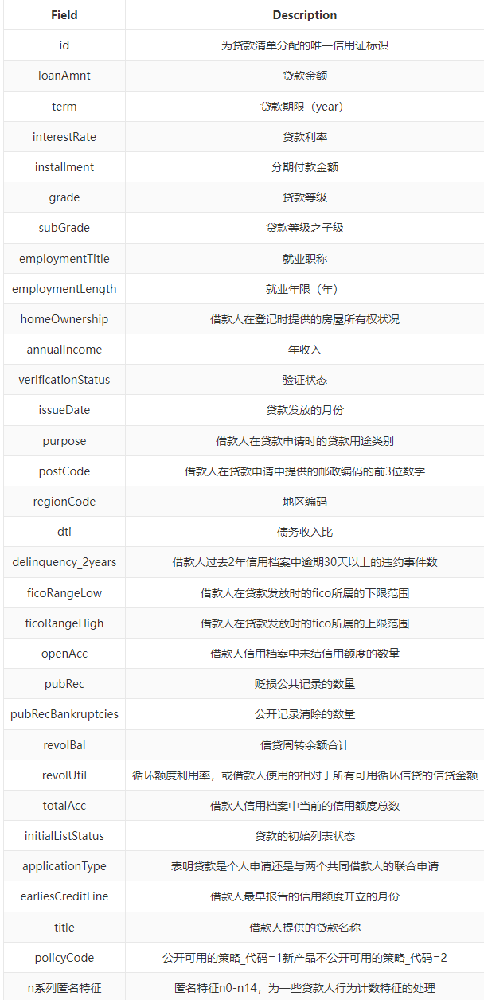 Field Description
id 为贷款清单分配的唯一信用证标识
loanAmnt 贷款金额
term 贷款期限（year）
interestRate 贷款利率
installment 分期付款金额
grade 贷款等级
subGrade 贷款等级之子级
employmentTitle 就业职称
employmentLength 就业年限（年）
homeOwnership 借款人在登记时提供的房屋所有权状况
annualIncome 年收入
verificationStatus 验证状态
issueDate 贷款发放的月份
purpose 借款人在贷款申请时的贷款用途类别
postCode 借款人在贷款申请中提供的邮政编码的前3位数字
regionCode 地区编码
dti 债务收入比
delinquency_2years 借款人过去2年信用档案中逾期30天以上的违约事件数
ficoRangeLow 借款人在贷款发放时的fico所属的下限范围
ficoRangeHigh 借款人在贷款发放时的fico所属的上限范围
openAcc 借款人信用档案中未结信用额度的数量
pubRec 贬损公共记录的数量
pubRecBankruptcies 公开记录清除的数量
revolBal 信贷周转余额合计
revolUtil 循环额度利用率，或借款人使用的相对于所有可用循环信贷的信贷金额
totalAcc 借款人信用档案中当前的信用额度总数
initialListStatus 贷款的初始列表状态
applicationType 表明贷款是个人申请还是与两个共同借款人的联合申请
earliesCreditLine 借款人最早报告的信用额度开立的月份
title 借款人提供的贷款名称
policyCode 公开可用的策略_代码=1新产品不公开可用的策略_代码=2
n系列匿名特征 匿名特征n0-n14，为一些贷款人行为计数特征的处理